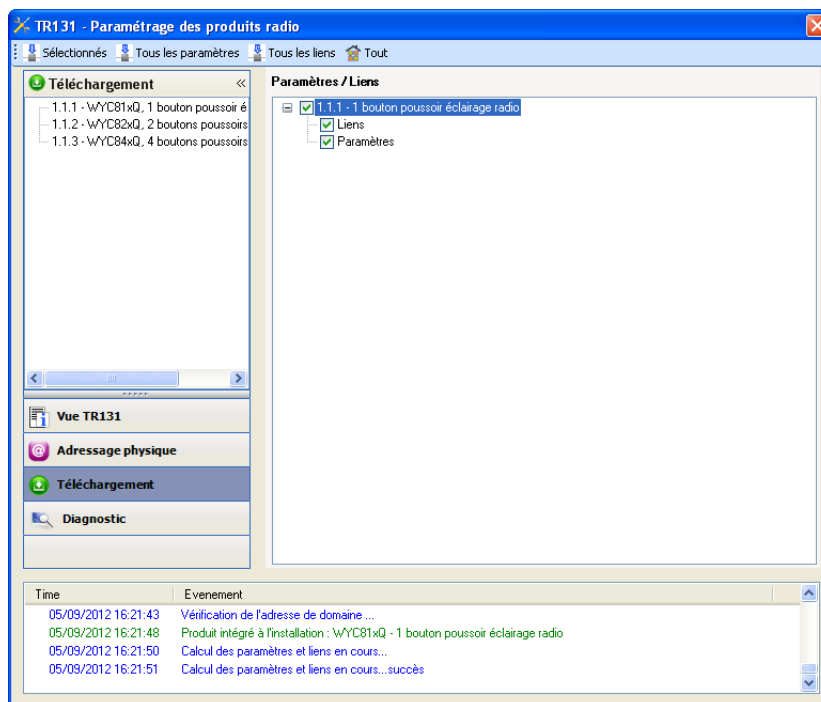 TR131 - Paramétrage des produits radio
Sélectionnés Tous les paramètres Tous les liens Tout
Téléchargement
1.1.1 - WYC81xQ, 1 bouton poussoir é
1.1.2 - WYC82xQ, 2 boutons poussoirs
1.1.3 - WYC84xQ, 4 boutons poussoirs
Vue TR131
Adressage physique
Téléchargement
Diagnostic
Paramètres / Liens
1.1.1 - 1 bouton poussoir éclairage radio
Liens
Paramètres
Time Evenement
05/09/2012 16:21:43 Vérification de l'adresse de domaine ...
05/09/2012 16:21:48 Produit intégré à l'installation : WYC81xQ - 1 bouton poussoir éclairage radio
05/09/2012 16:21:50 Calcul des paramètres et liens en cours...
05/09/2012 16:21:51 Calcul des paramètres et liens en cours...succès